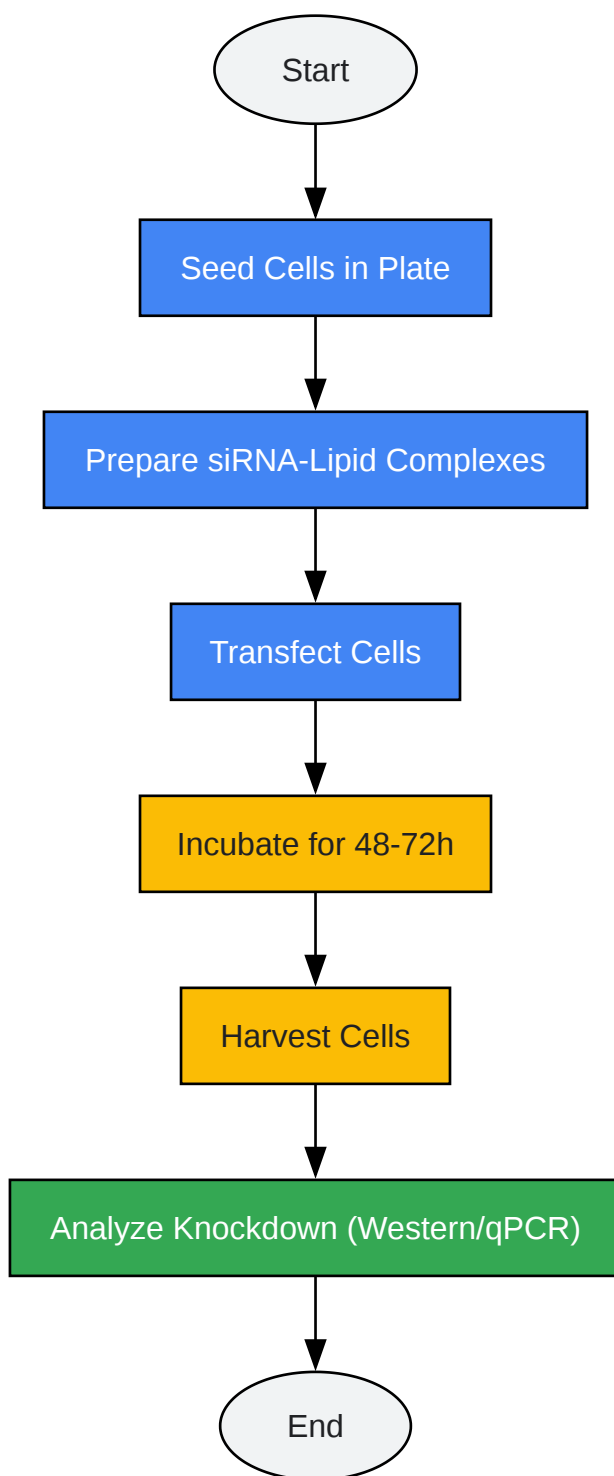 Start
Seed Cells in Plate
Prepare siRNA-Lipid Complexes
Transfect Cells
Incubate for 48-72h
Harvest Cells
Analyze Knockdown (Western/qPCR)
End